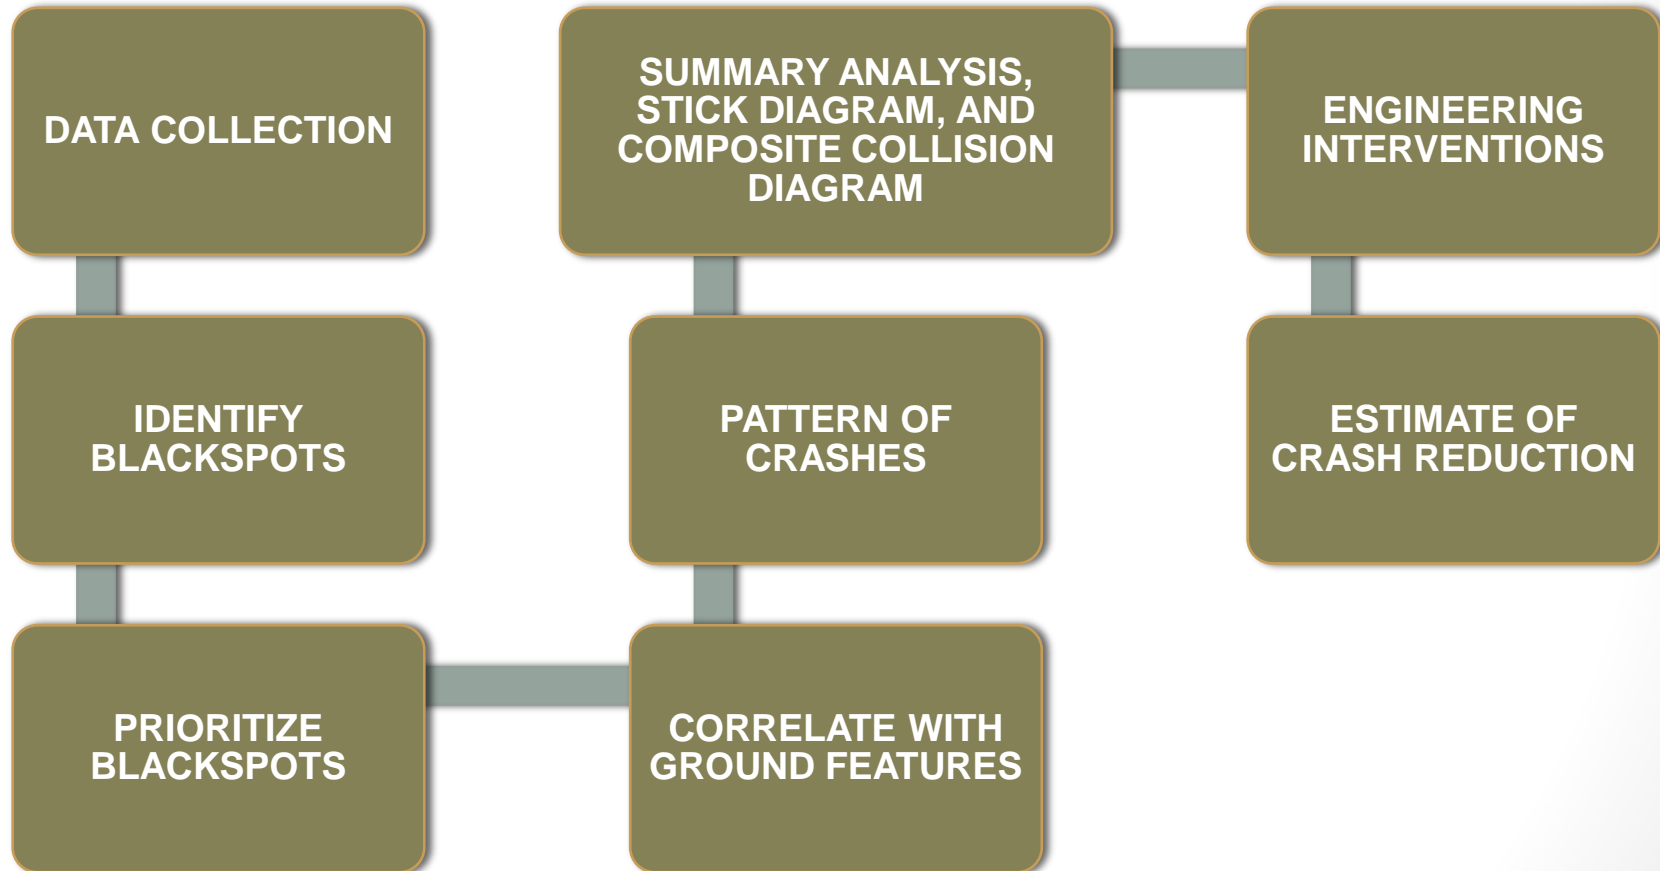 DATA COLLECTION
IDENTIFY
BLACKSPOTS
PRIORITIZE
BLACKSPOTS
CORRELATE WITH
GROUND FEATURES
PATTERN OF
CRASHES
SUMMARY ANALYSIS,
STICK DIAGRAM, AND
COMPOSITE COLLISION
DIAGRAM
ENGINEERING
INTERVENTIONS
ESTIMATE OF
CRASH REDUCTION